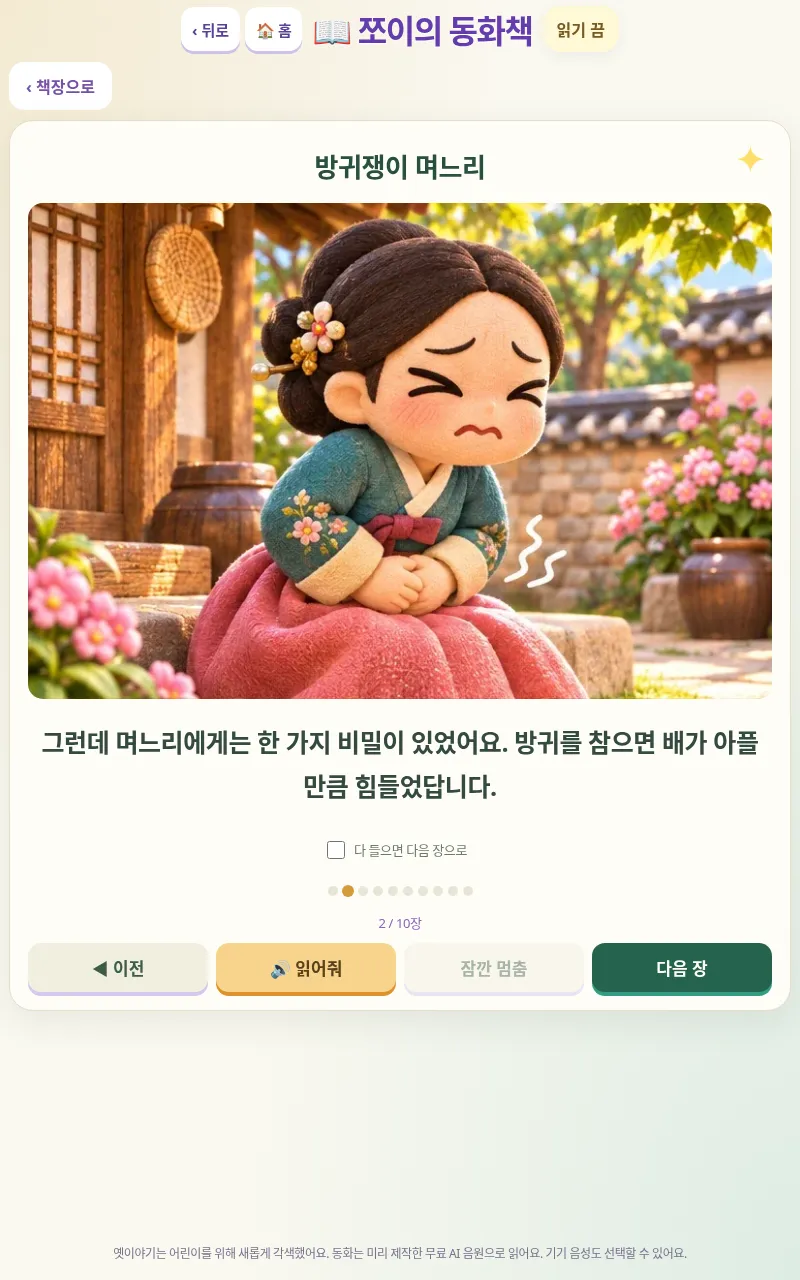 ‹ 뒤로 🏠 홈 📖 쪼이의 동화책 읽기 끝
‹ 책장으로
방귀쟁이 며느리
그런데 며느리에게는 한 가지 비밀이 있었어요. 방귀를 참으면 배가 아플
만큼 힘들었답니다.
다 들으면 다음 장으로
2 / 10장
◀ 이전 🔊 읽어줘 잠깐 멈춤 다음 장
옛이야기는 어린이를 위해 새롭게 각색했어요. 동화는 미리 제작한 무료 AI 음원으로 읽어요. 기기 음성도 선택할 수 있어요.